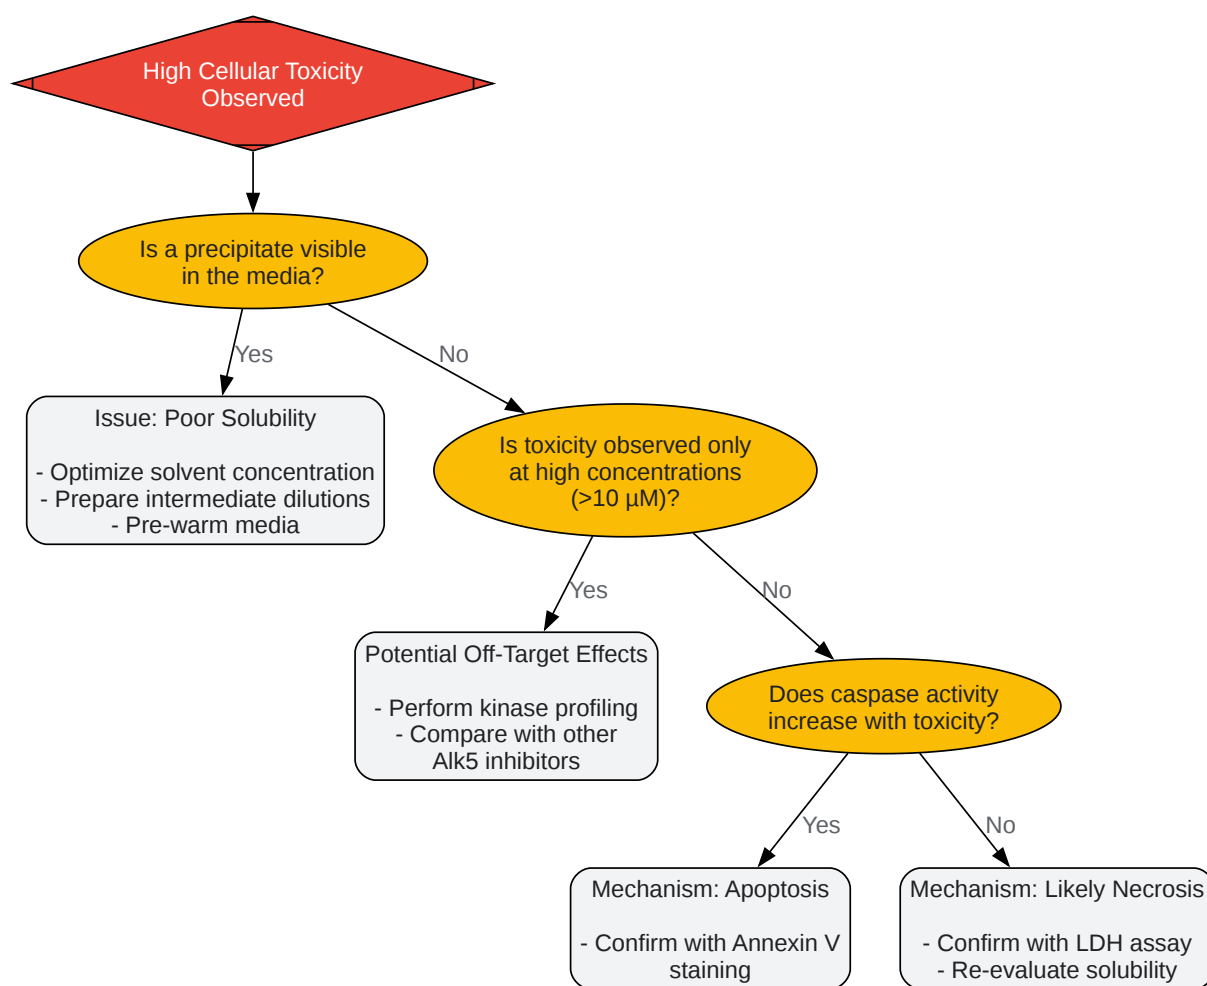 High Cellular Toxicity
Observed
Is a precipitate visible
in the media?
Yes
No
Issue: Poor Solubility
- Optimize solvent concentration
- Prepare intermediate dilutions
- Pre-warm media
Is toxicity observed only
at high concentrations
(>10 µM)?
Yes
No
Potential Off-Target Effects
- Perform kinase profiling
- Compare with other
Alk5 inhibitors
Does caspase activity
increase with toxicity?
Yes
No
Mechanism: Apoptosis
- Confirm with Annexin V
staining
Mechanism: Likely Necrosis
- Confirm with LDH assay
- Re-evaluate solubility